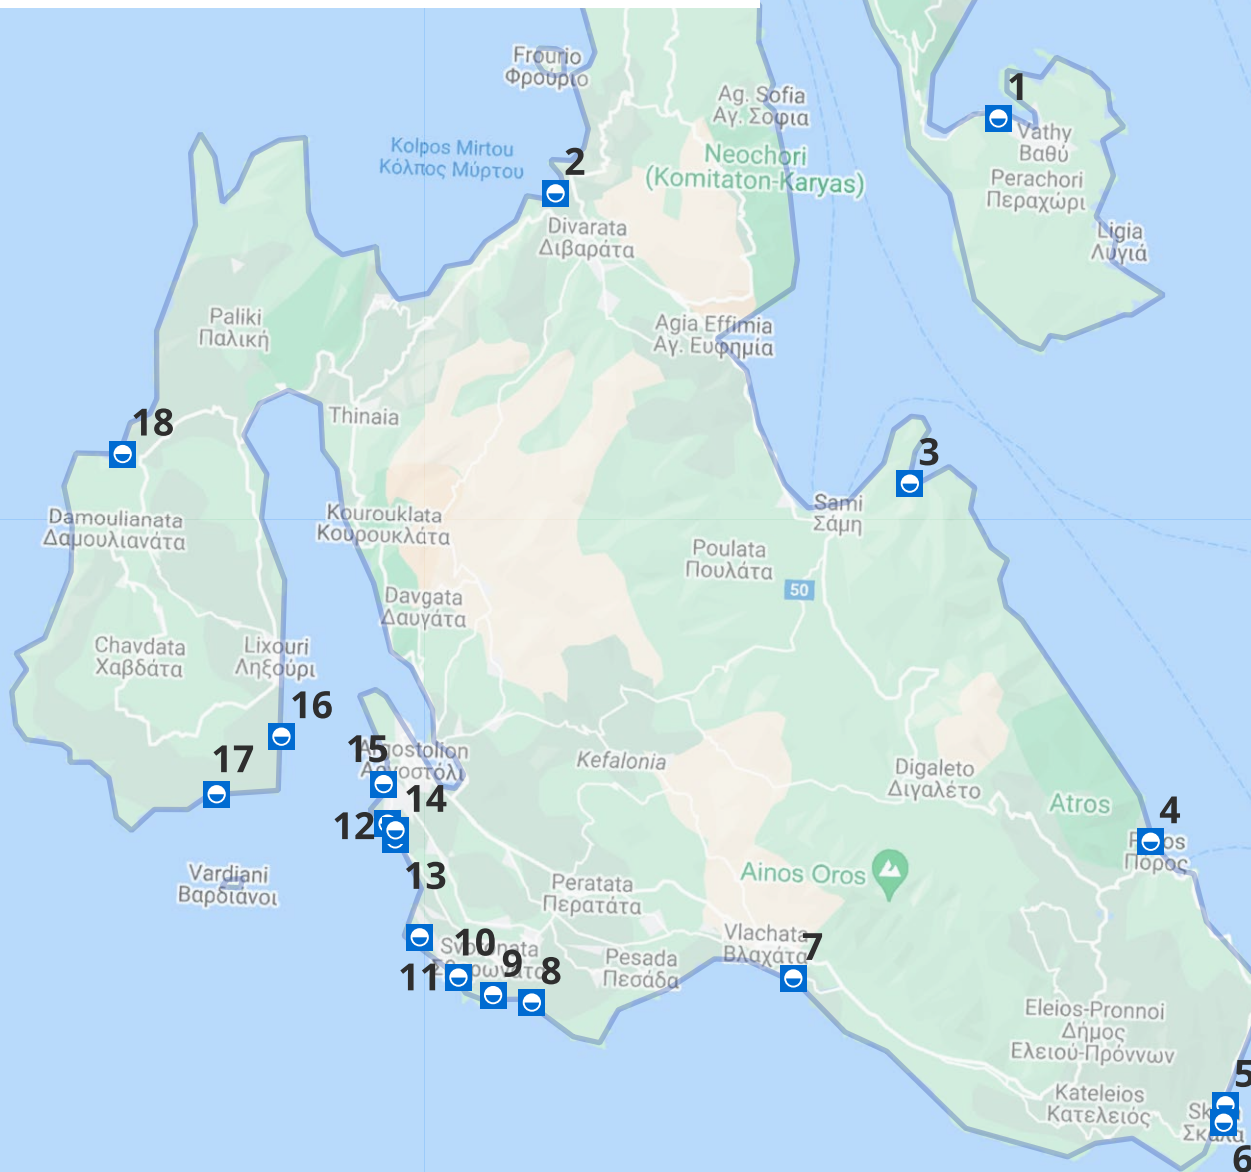 1
Frourio
Φρούριο
Ag. Sofia
Αγ. Σοφια
Vathy
Βαθύ
Kolpos Mirtou
Κόλπος Μύρτου
2
Neochori
(Komitaton-Karyas)
Perachori
Περαχώρι
Divarata
Διβαράτα
Ligia
Λυγιά
Paliki
Παλική
Agia Effimia
Αγ. Ευφημία
Thinaia
18
3
Kourouklata
Κουρουκλάτα
Sami
Σάμη
Damoulianata
Δαμουλιανάτα
Poulata
Πουλάτα
50
Davgata
Δαυγάτα
Chavdata
Χαβδάτα
Lixouri
Ληξούρι
16
15
Argostolion
Αργοστόλι
17
Kefalonia
Digaleto
Διγαλέτο
14
Atros
4
12
Πόρος
13
Vardiani
Βαρδιάνοι
Peratata
Περατάτα
Ainos Oros
10
Vlachata
Βλαχάτα
7
11
9
8
Pesada
Πεσάδα
Eleios-Pronnoi
Δήμος
Ελειού-Πρόννων
5
Kateleios
Κατελειός
Σκάλα
6